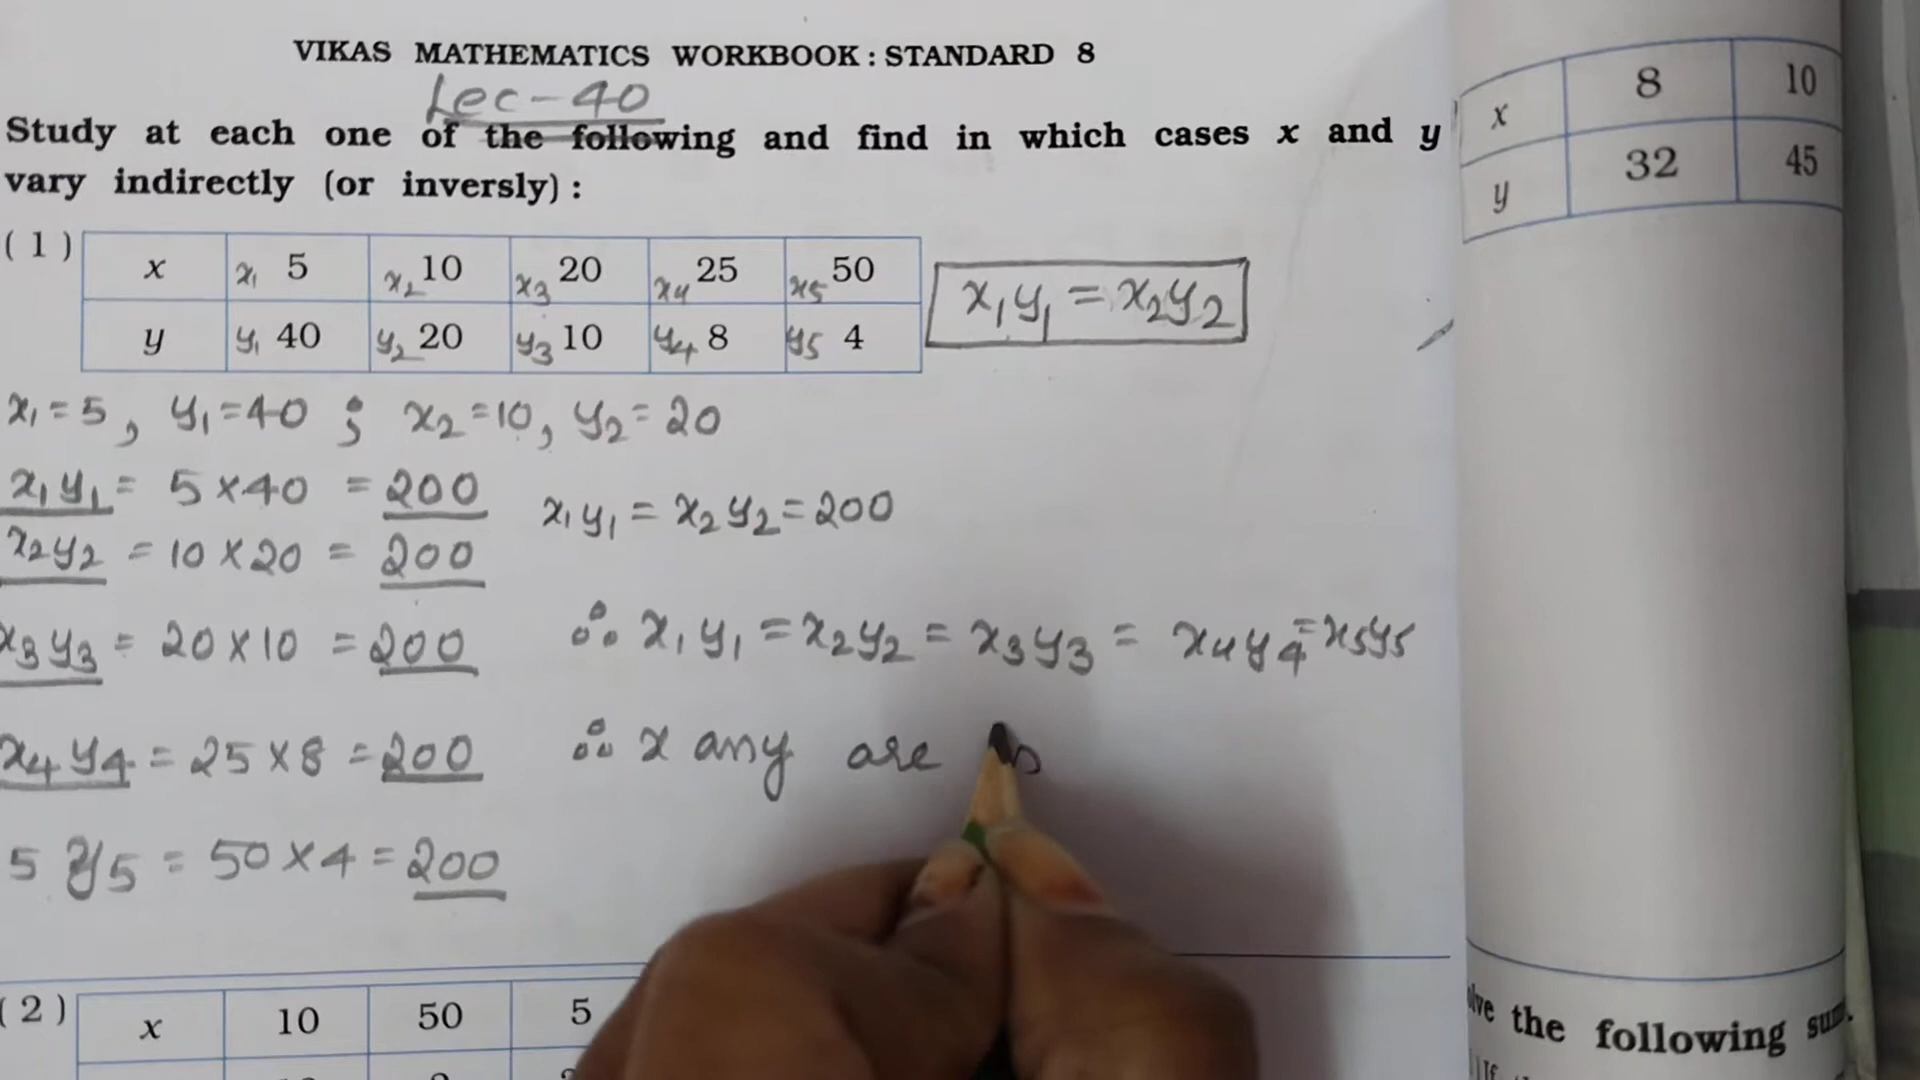 VIKAS MATHEMATICS WORKBOOK : STANDARD 8
Lec-40
Study at each one of the following and find in which cases x and y
vary indirectly (or inversly) :
(1)
x x₁ 5 x₂ 10 x₃ 20 x₄ 25 x₅ 50
y y₁ 40 y₂ 20 y₃ 10 y₄ 8 y₅ 4
x₁y₁ = x₂y₂
x₁ = 5, y₁ = 40 ; x₂ = 10, y₂ = 20
x₁y₁ = 5 × 40 = 200
x₁y₁ = x₂y₂ = 200
x₂y₂ = 10 × 20 = 200
x₃y₃ = 20 × 10 = 200
∴ x₁y₁ = x₂y₂ = x₃y₃ = x₄y₄ = x₅y₅
x₄y₄ = 25 × 8 = 200
∴ x any are
5 y₅ = 50 × 4 = 200
(2)
x 10 50 5
x 8 10
y 32 45
the following
If